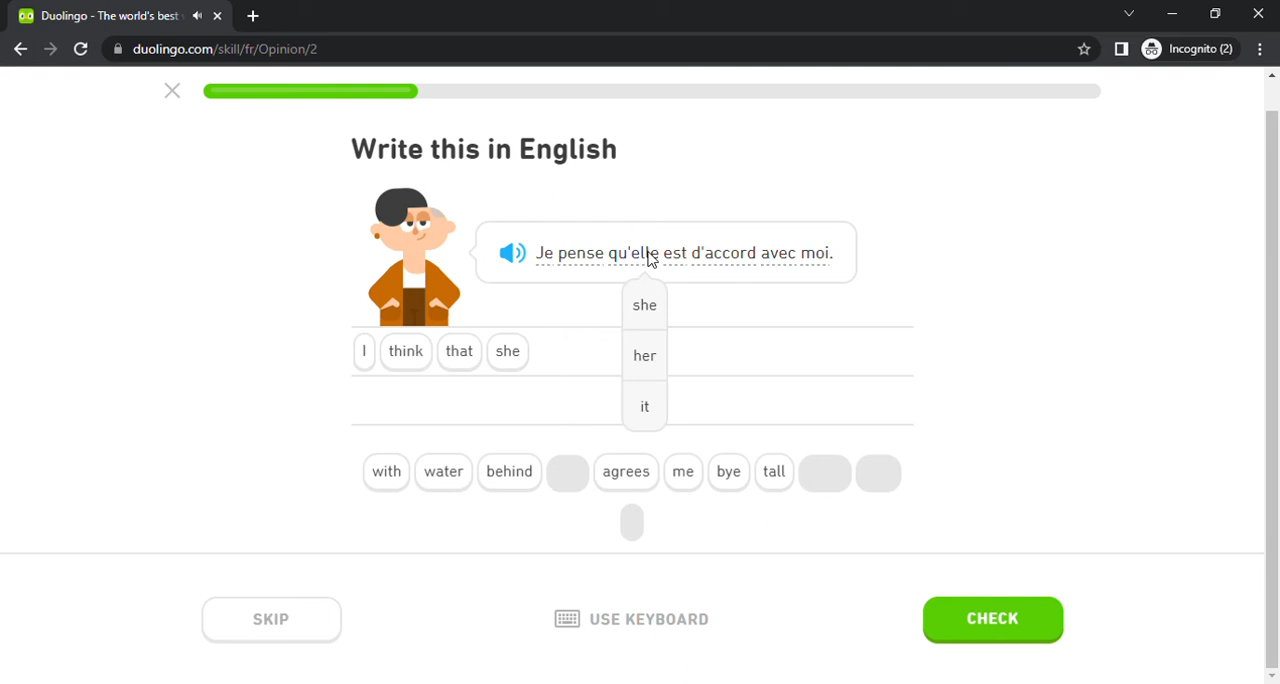 Duolingo - The world's best
duolingo.com/skill/fr/Opinion/2
Incognito (2)
Write this in English
Je pense qu'elle est d'accord avec moi.
she
her
it
I think that she
with water behind agrees me bye tall
SKIP
USE KEYBOARD
CHECK